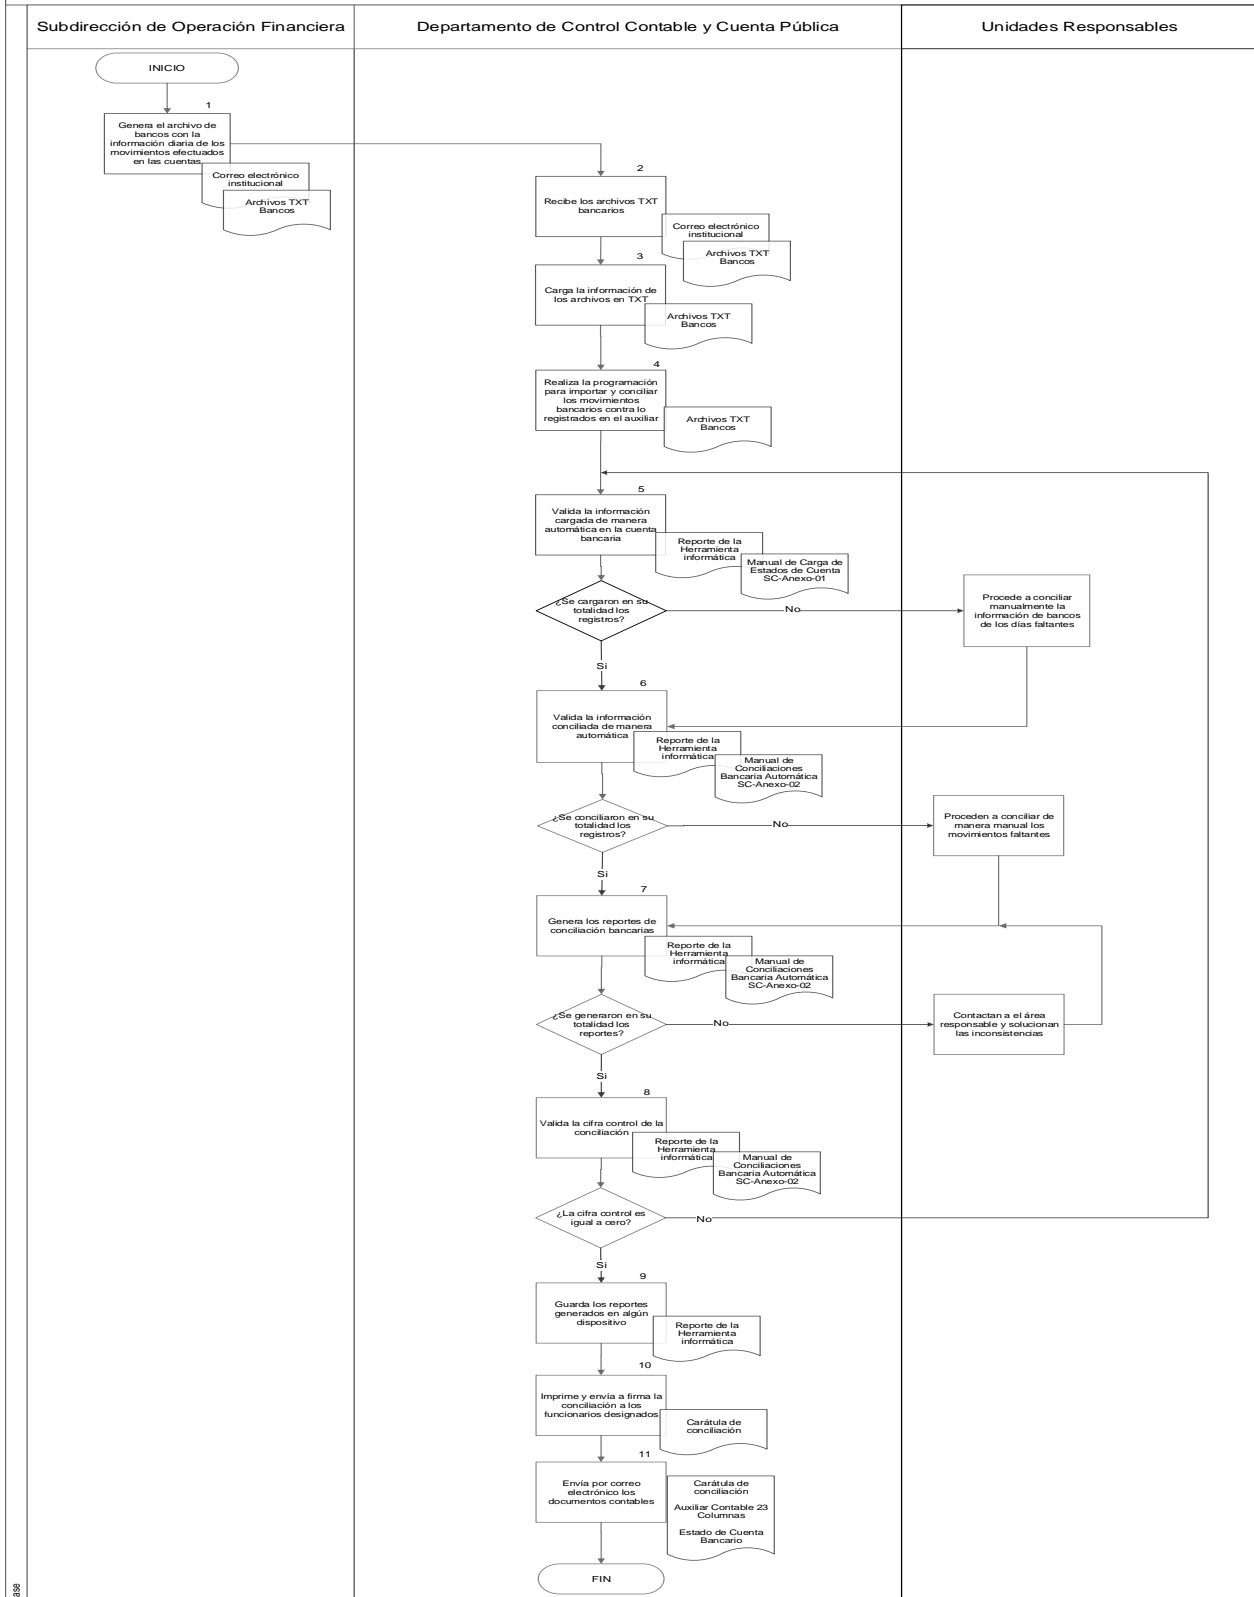 Subdirección de Operación Financiera
Departamento de Control Contable y Cuenta Pública
Unidades Responsables
INICIO
1
Genera el archivo de
bancos con la
información diaria de los
movimientos efectuados
en las cuentas
Correo electrónico
institucional
Archivos TXT
Bancos
2
Recibe los archivos TXT
bancarios
Correo electrónico
institucional
Archivos TXT
Bancos
3
Carga la información de
los archivos en TXT
Archivos TXT
Bancos
4
Realiza la programación
para importar y conciliar
los movimientos
bancarios contra lo
registrados en el auxiliar
Archivos TXT
Bancos
5
Valida la información
cargada de manera
automática en la cuenta
bancaria
Reporte de la
Herramienta
informática
Manual de Carga de
Estados de Cuenta
SC-Anexo-01
¿Se cargaron en su
totalidad los
registros?
No
Procede a conciliar
manualmente la
información de bancos
de los días faltantes
Si
6
Valida la información
conciliada de manera
automática
Reporte de la
Herramienta
informática
Manual de
Conciliaciones
Bancaria Automática
SC-Anexo-02
¿Se conciliaron en su
totalidad los
registros?
No
Proceden a conciliar de
manera manual los
movimientos faltantes
Si
7
Genera los reportes de
conciliación bancarias
Reporte de la
Herramienta
informática
Manual de
Conciliaciones
Bancaria Automática
SC-Anexo-02
¿Se generaron en su
totalidad los
reportes?
No
Contactan a el área
responsable y solucionan
las inconsistencias
Si
8
Valida la cifra control de la
conciliación
Reporte de la
Herramienta
informática
Manual de
Conciliaciones
Bancaria Automática
SC-Anexo-02
¿La cifra control es
igual a cero?
No
Si
9
Guarda los reportes
generados en algún
dispositivo
Reporte de la
Herramienta
informática
10
Imprime y envía a firma la
conciliación a los
funcionarios designados
Carátula de
conciliación
11
Envía por correo
electrónico los
documentos contables
Carátula de
conciliación
Auxiliar Contable 23
Columnas
Estado de Cuenta
Bancario
FIN
ase